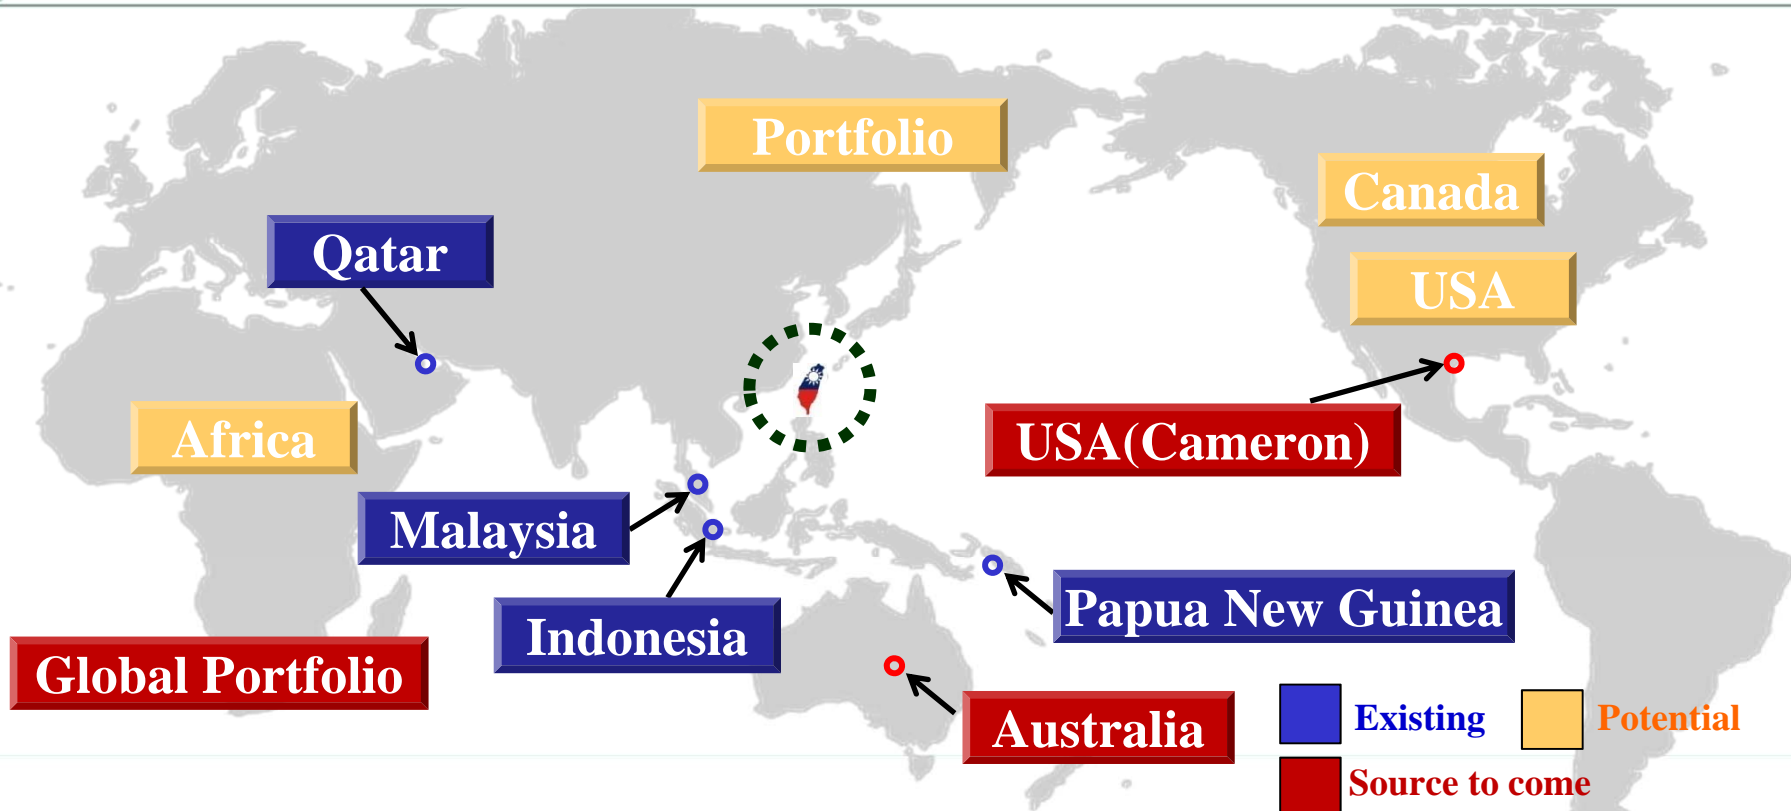 Portfolio
Canada
Qatar
USA
Africa
USA(Cameron)
Malaysia
Papua New Guinea
Indonesia
Global Portfolio
Australia
Existing
Potential
Source to come